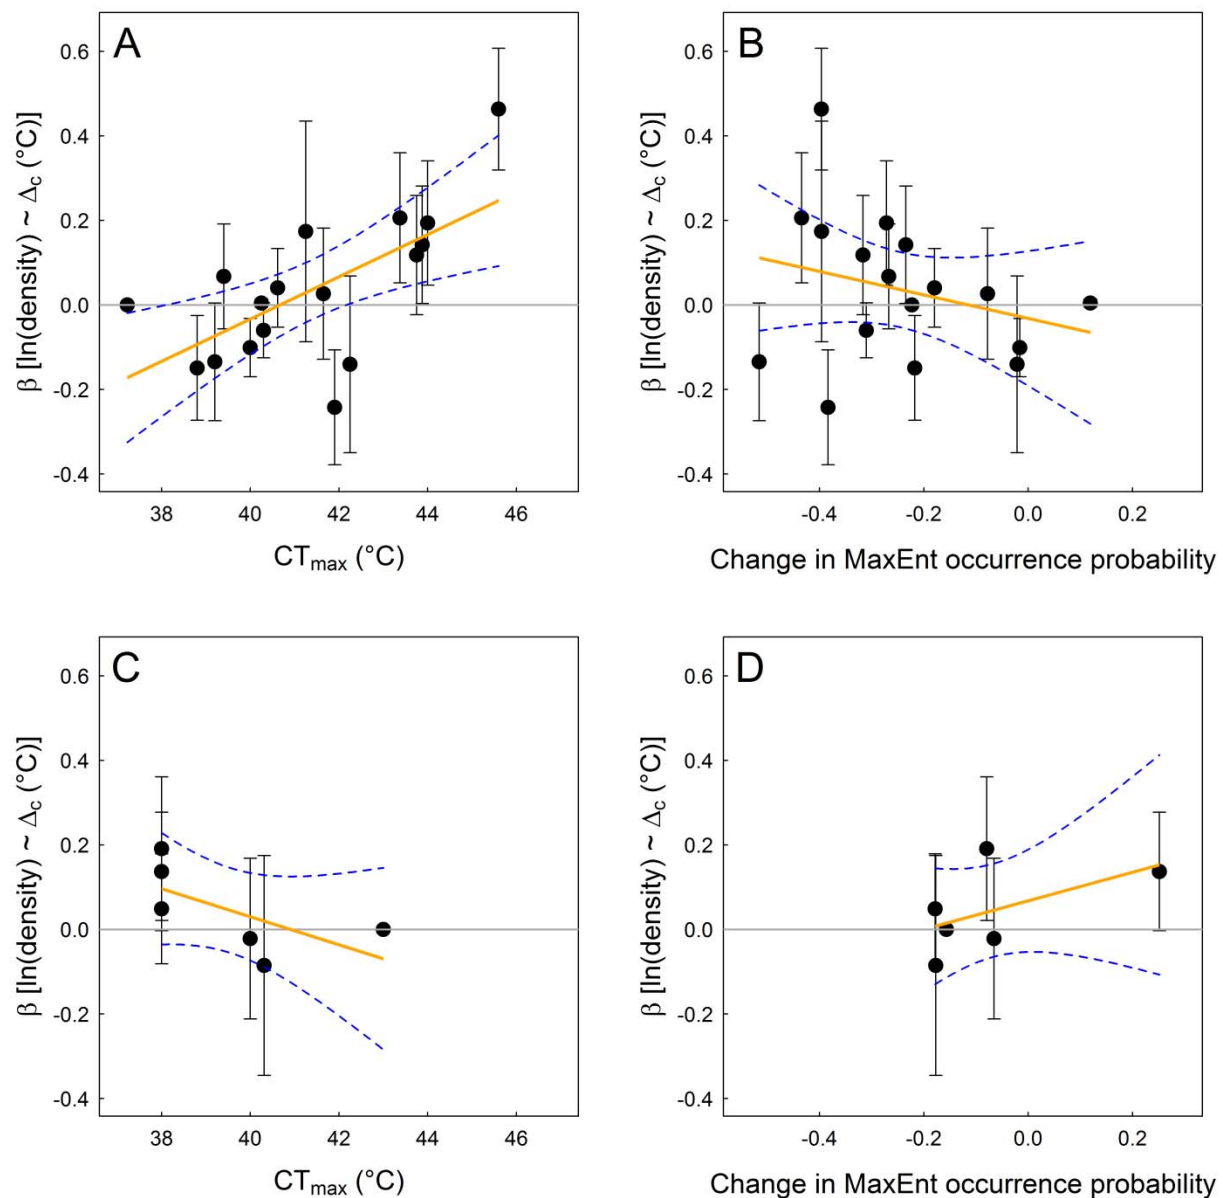 A
0.6
0.4
0.2
0.0
-0.2
-0.4
β [ln(density) ~ Δc (°C)]
38 40 42 44 46
CTmax (°C)
B
0.6
0.4
0.2
0.0
-0.2
-0.4
β [ln(density) ~ Δc (°C)]
-0.4 -0.2 0.0 0.2
Change in MaxEnt occurrence probability
C
0.6
0.4
0.2
0.0
-0.2
-0.4
β [ln(density) ~ Δc (°C)]
38 40 42 44 46
CTmax (°C)
D
0.6
0.4
0.2
0.0
-0.2
-0.4
β [ln(density) ~ Δc (°C)]
-0.4 -0.2 0.0 0.2
Change in MaxEnt occurrence probability